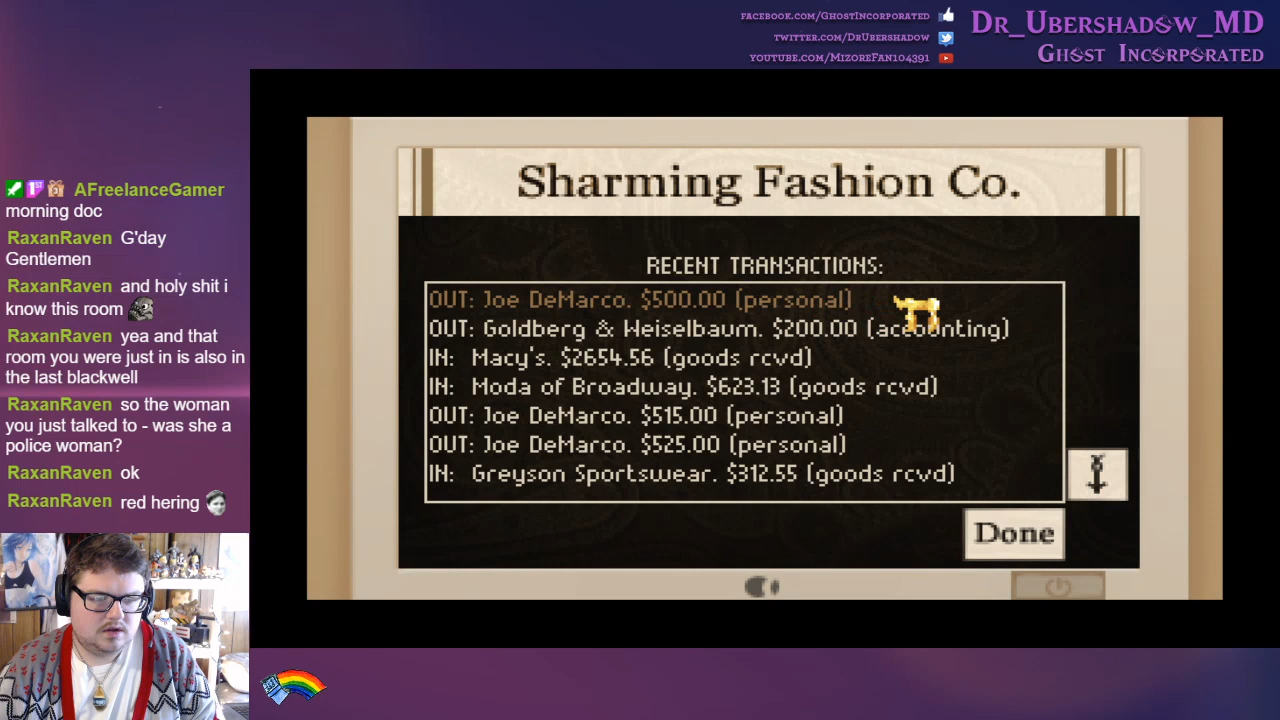 FACEBOOK.COM/GHOSTINCORPORATED
TWITTER.COM/DRUBERSHADOW
YOUTUBE.COM/MIZOREFAN104391
Dr_Ubershadow_MD
Ghost Incorporated
AFreelanceGamer
morning doc
RaxanRaven G'day
Gentlemen
RaxanRaven and holy shit i
know this room
RaxanRaven yea and that
room you were just in is also in
the last blackwell
RaxanRaven so the woman
you just talked to - was she a
police woman?
RaxanRaven ok
RaxanRaven red hering
Sharming Fashion Co.
RECENT TRANSACTIONS:
OUT: Joe DeMarco. $500.00 (personal)
OUT: Goldberg & Weiselbaum. $200.00 (accounting)
IN: Macy's. $2654.56 (goods rcvd)
IN: Moda of Broadway. $623.13 (goods rcvd)
OUT: Joe DeMarco. $515.00 (personal)
OUT: Joe DeMarco. $525.00 (personal)
IN: Greyson Sportswear. $312.55 (goods rcvd)
Done